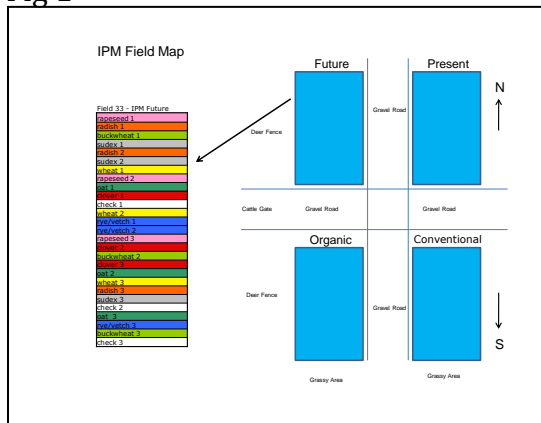 IPM Field Map
Field 33 - IPM Future
rapeseed 1
radish 1
buckwheat 1
sudex 1
radish 2
sudex 2
wheat 1
rapeseed 2
oat 1
clover 1
check 1
wheat 2
rye/vetch 1
rye/vetch 2
rapeseed 3
clover 2
buckwheat 2
clover 3
oat 2
wheat 3
radish 3
sudex 3
check 2
oat 3
rye/vetch 3
buckwheat 3
check 3
Future
Present
Deer Fence
Gravel Road
N
Cattle Gate
Gravel Road
Gravel Road
Organic
Conventional
Deer Fence
Gravel Road
S
Grassy Area
Grassy Area